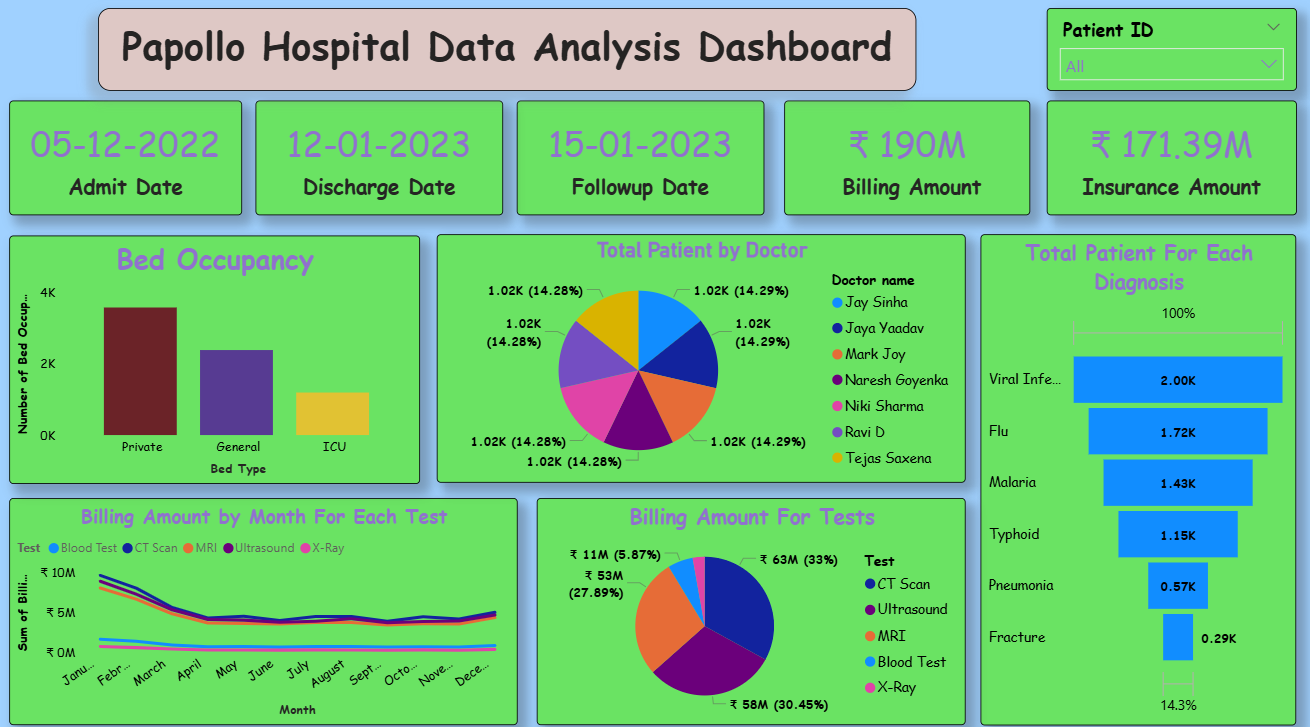 Papollo Hospital Data Analysis Dashboard
Patient ID
All
05-12-2022
Admit Date
12-01-2023
Discharge Date
15-01-2023
Followup Date
₹ 190M
Billing Amount
₹ 171.39M
Insurance Amount
Bed Occupancy
Number of Bed Occup...
4K
2K
0K
Private
General
ICU
Bed Type
Total Patient by Doctor
1.02K (14.29%)
1.02K
(14.29%)
1.02K (14.29%)
1.02K (14.28%)
1.02K (14.28%)
1.02K
(14.28%)
1.02K (14.28%)
Doctor name
Jay Sinha
Jaya Yaadav
Mark Joy
Naresh Goyenka
Niki Sharma
Ravi D
Tejas Saxena
Total Patient For Each
Diagnosis
100%
Viral Infe... 2.00K
Flu 1.72K
Malaria 1.43K
Typhoid 1.15K
Pneumonia 0.57K
Fracture 0.29K
14.3%
Billing Amount by Month For Each Test
Test Blood Test CT Scan MRI Ultrasound X-Ray
Sum of Billi...
₹ 10M
₹ 5M
₹ 0M
Janu...
Febr...
March
April
May
June
July
August
Sept...
Octo...
Nove...
Dece...
Month
Billing Amount For Tests
₹ 63M (33%)
₹ 58M (30.45%)
₹ 53M
(27.89%)
₹ 11M (5.87%)
Test
CT Scan
Ultrasound
MRI
Blood Test
X-Ray